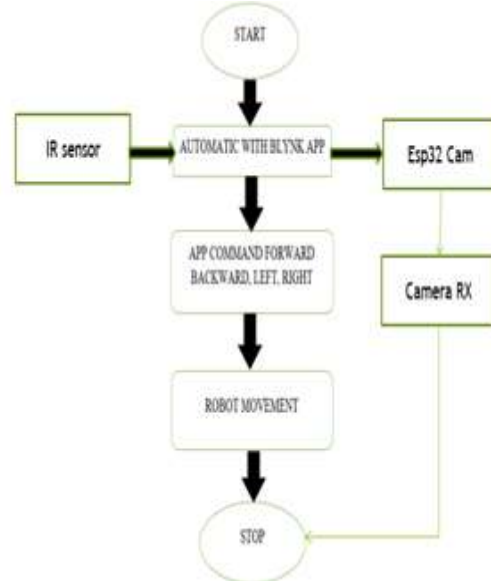 START
IR sensor
AUTOMATIC WITH BLYNK APP
Esp32 Cam
APP COMMAND FORWARD
BACKWARD, LEFT, RIGHT
Camera RX
ROBOT MOVEMENT
STOP